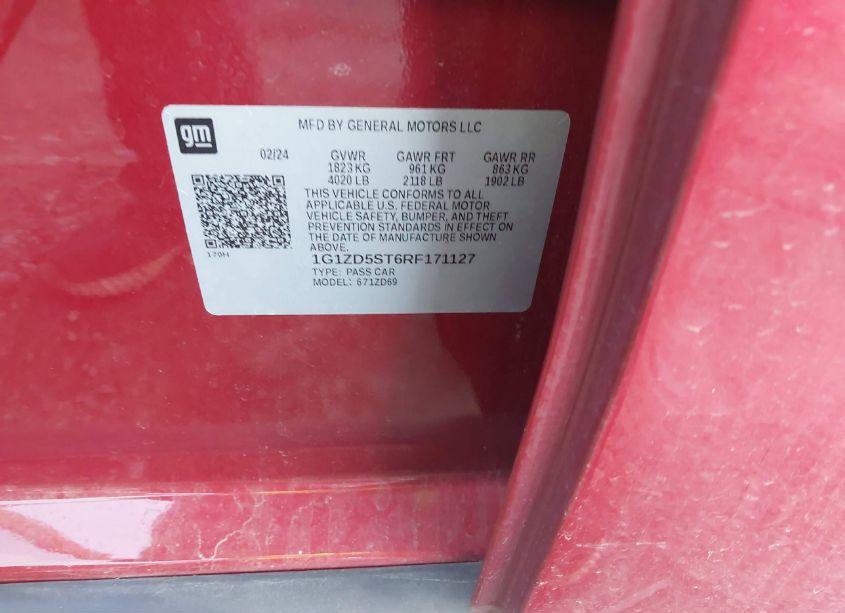 gm
MFD BY GENERAL MOTORS LLC
02/24 GVWR GAWR FRT GAWR RR
1823 KG 961 KG 863 KG
4020 LB 2118 LB 1902 LB
THIS VEHICLE CONFORMS TO ALL
APPLICABLE U.S. FEDERAL MOTOR
VEHICLE SAFETY, BUMPER, AND THEFT
PREVENTION STANDARDS IN EFFECT ON
THE DATE OF MANUFACTURE SHOWN
ABOVE.
170H
1G1ZD5ST6RF171127
TYPE: PASS CAR
MODEL: 671ZD69